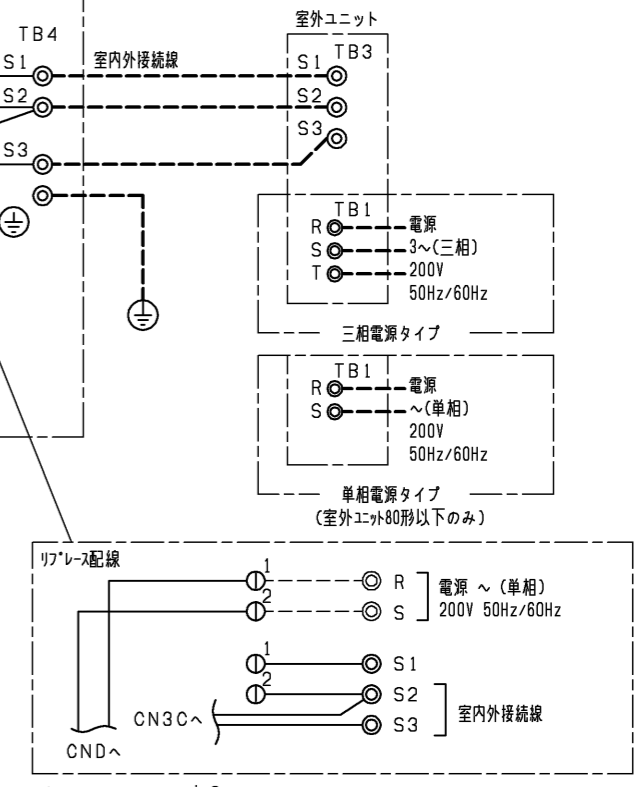 室外ユニット
TB4
TB3
S1
室内外接続線
S1
S2
S2
S3
S3
TB1
R
電源
S
3~(三相)
T
200V
50Hz/60Hz
三相電源タイプ
TB1
R
電源
S
~(単相)
200V
50Hz/60Hz
単相電源タイプ
(室外ユニット80形以下のみ)
リプレース配線
1
R
電源 ~ (単相)
2
S
200V 50Hz/60Hz
1
S1
2
S2
室内外接続線
CN3Cへ
S3
CNDへ